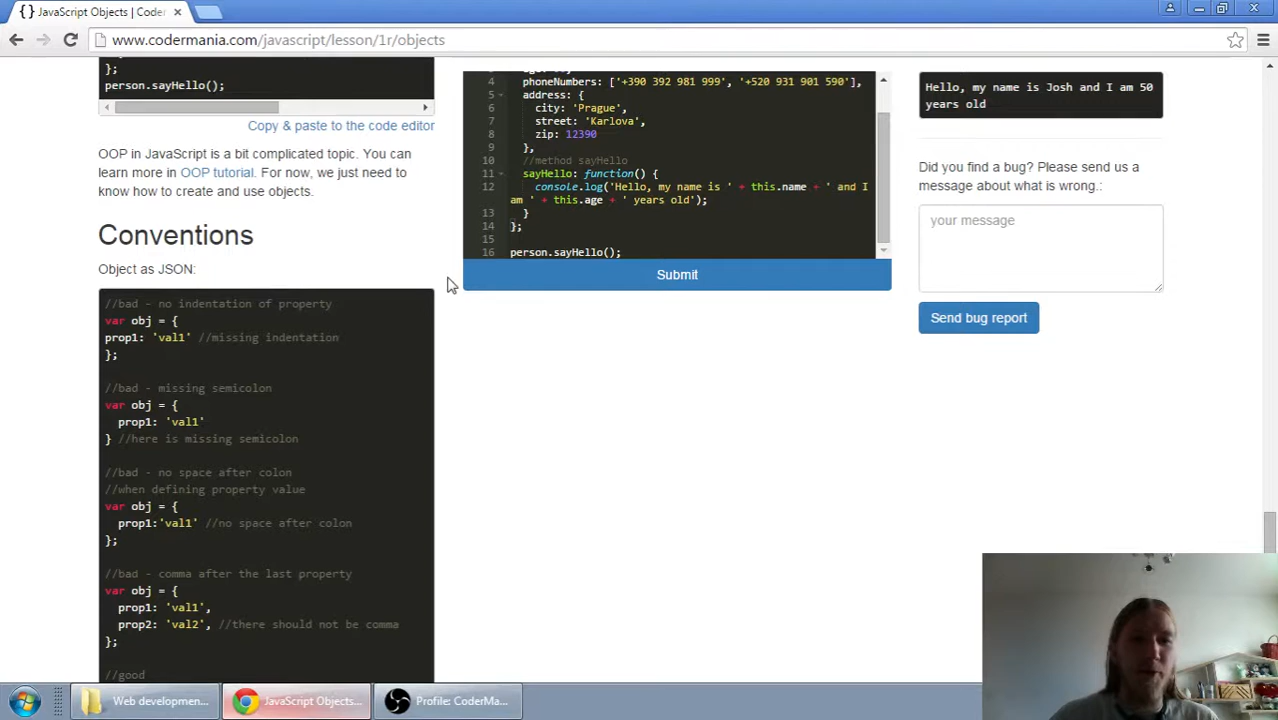 JavaScript Objects | Coder
www.codermania.com/javascript/lesson/1r/objects
};
person.sayHello();
Copy & paste to the code editor
OOP in JavaScript is a bit complicated topic. You can
learn more in OOP tutorial. For now, we just need to
know how to create and use objects.
Conventions
Object as JSON:
//bad - no indentation of property
var obj = {
prop1: 'val1' //missing indentation
};
//bad - missing semicolon
var obj = {
prop1: 'val1'
} //here is missing semicolon
//bad - no space after colon
//when defining property value
var obj = {
prop1:'val1' //no space after colon
};
//bad - comma after the last property
var obj = {
prop1: 'val1',
prop2: 'val2', //there should not be comma
};
//good
4 phoneNumbers: ['+390 392 981 999', '+520 931 901 590'],
5 address: {
6 city: 'Prague',
7 street: 'Karlova',
8 zip: 12390
9 },
10 //method sayHello
11 sayHello: function() {
12 console.log('Hello, my name is ' + this.name + ' and I
am ' + this.age + ' years old');
13 }
14 };
15
16 person.sayHello();
Submit
Hello, my name is Josh and I am 50
years old
Did you find a bug? Please send us a
message about what is wrong.:
your message
Send bug report
Web developmen...
JavaScript Objects...
Profile: CoderMa...